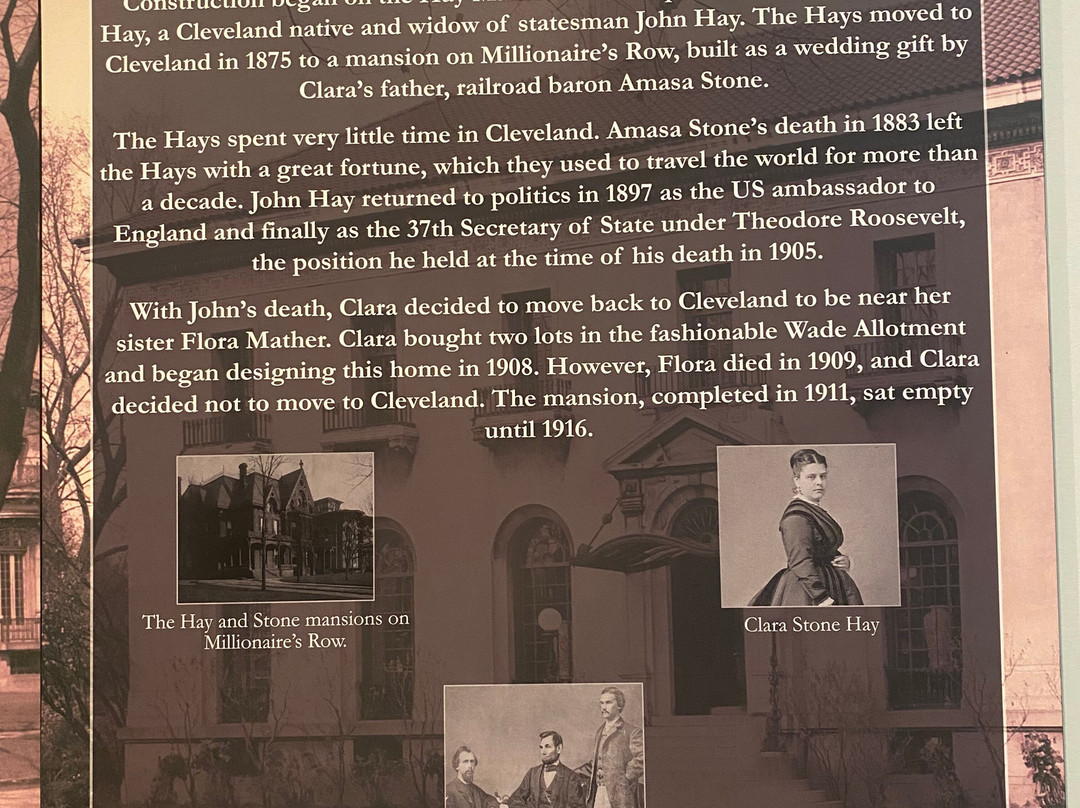 Construction began on the Hay
Hay, a Cleveland native and widow of statesman John Hay. The Hays moved to
Cleveland in 1875 to a mansion on Millionaire's Row, built as a wedding gift by
Clara's father, railroad baron Amasa Stone.
The Hays spent very little time in Cleveland. Amasa Stone's death in 1883 left
the Hays with a great fortune, which they used to travel the world for more than
a decade. John Hay returned to politics in 1897 as the US ambassador to
England and finally as the 37th Secretary of State under Theodore Roosevelt,
the position he held at the time of his death in 1905.
With John's death, Clara decided to move back to Cleveland to be near her
sister Flora Mather. Clara bought two lots in the fashionable Wade Allotment
and began designing this home in 1908. However, Flora died in 1909, and Clara
decided not to move to Cleveland. The mansion, completed in 1911, sat empty
until 1916.
The Hay and Stone mansions on
Millionaire's Row.
Clara Stone Hay